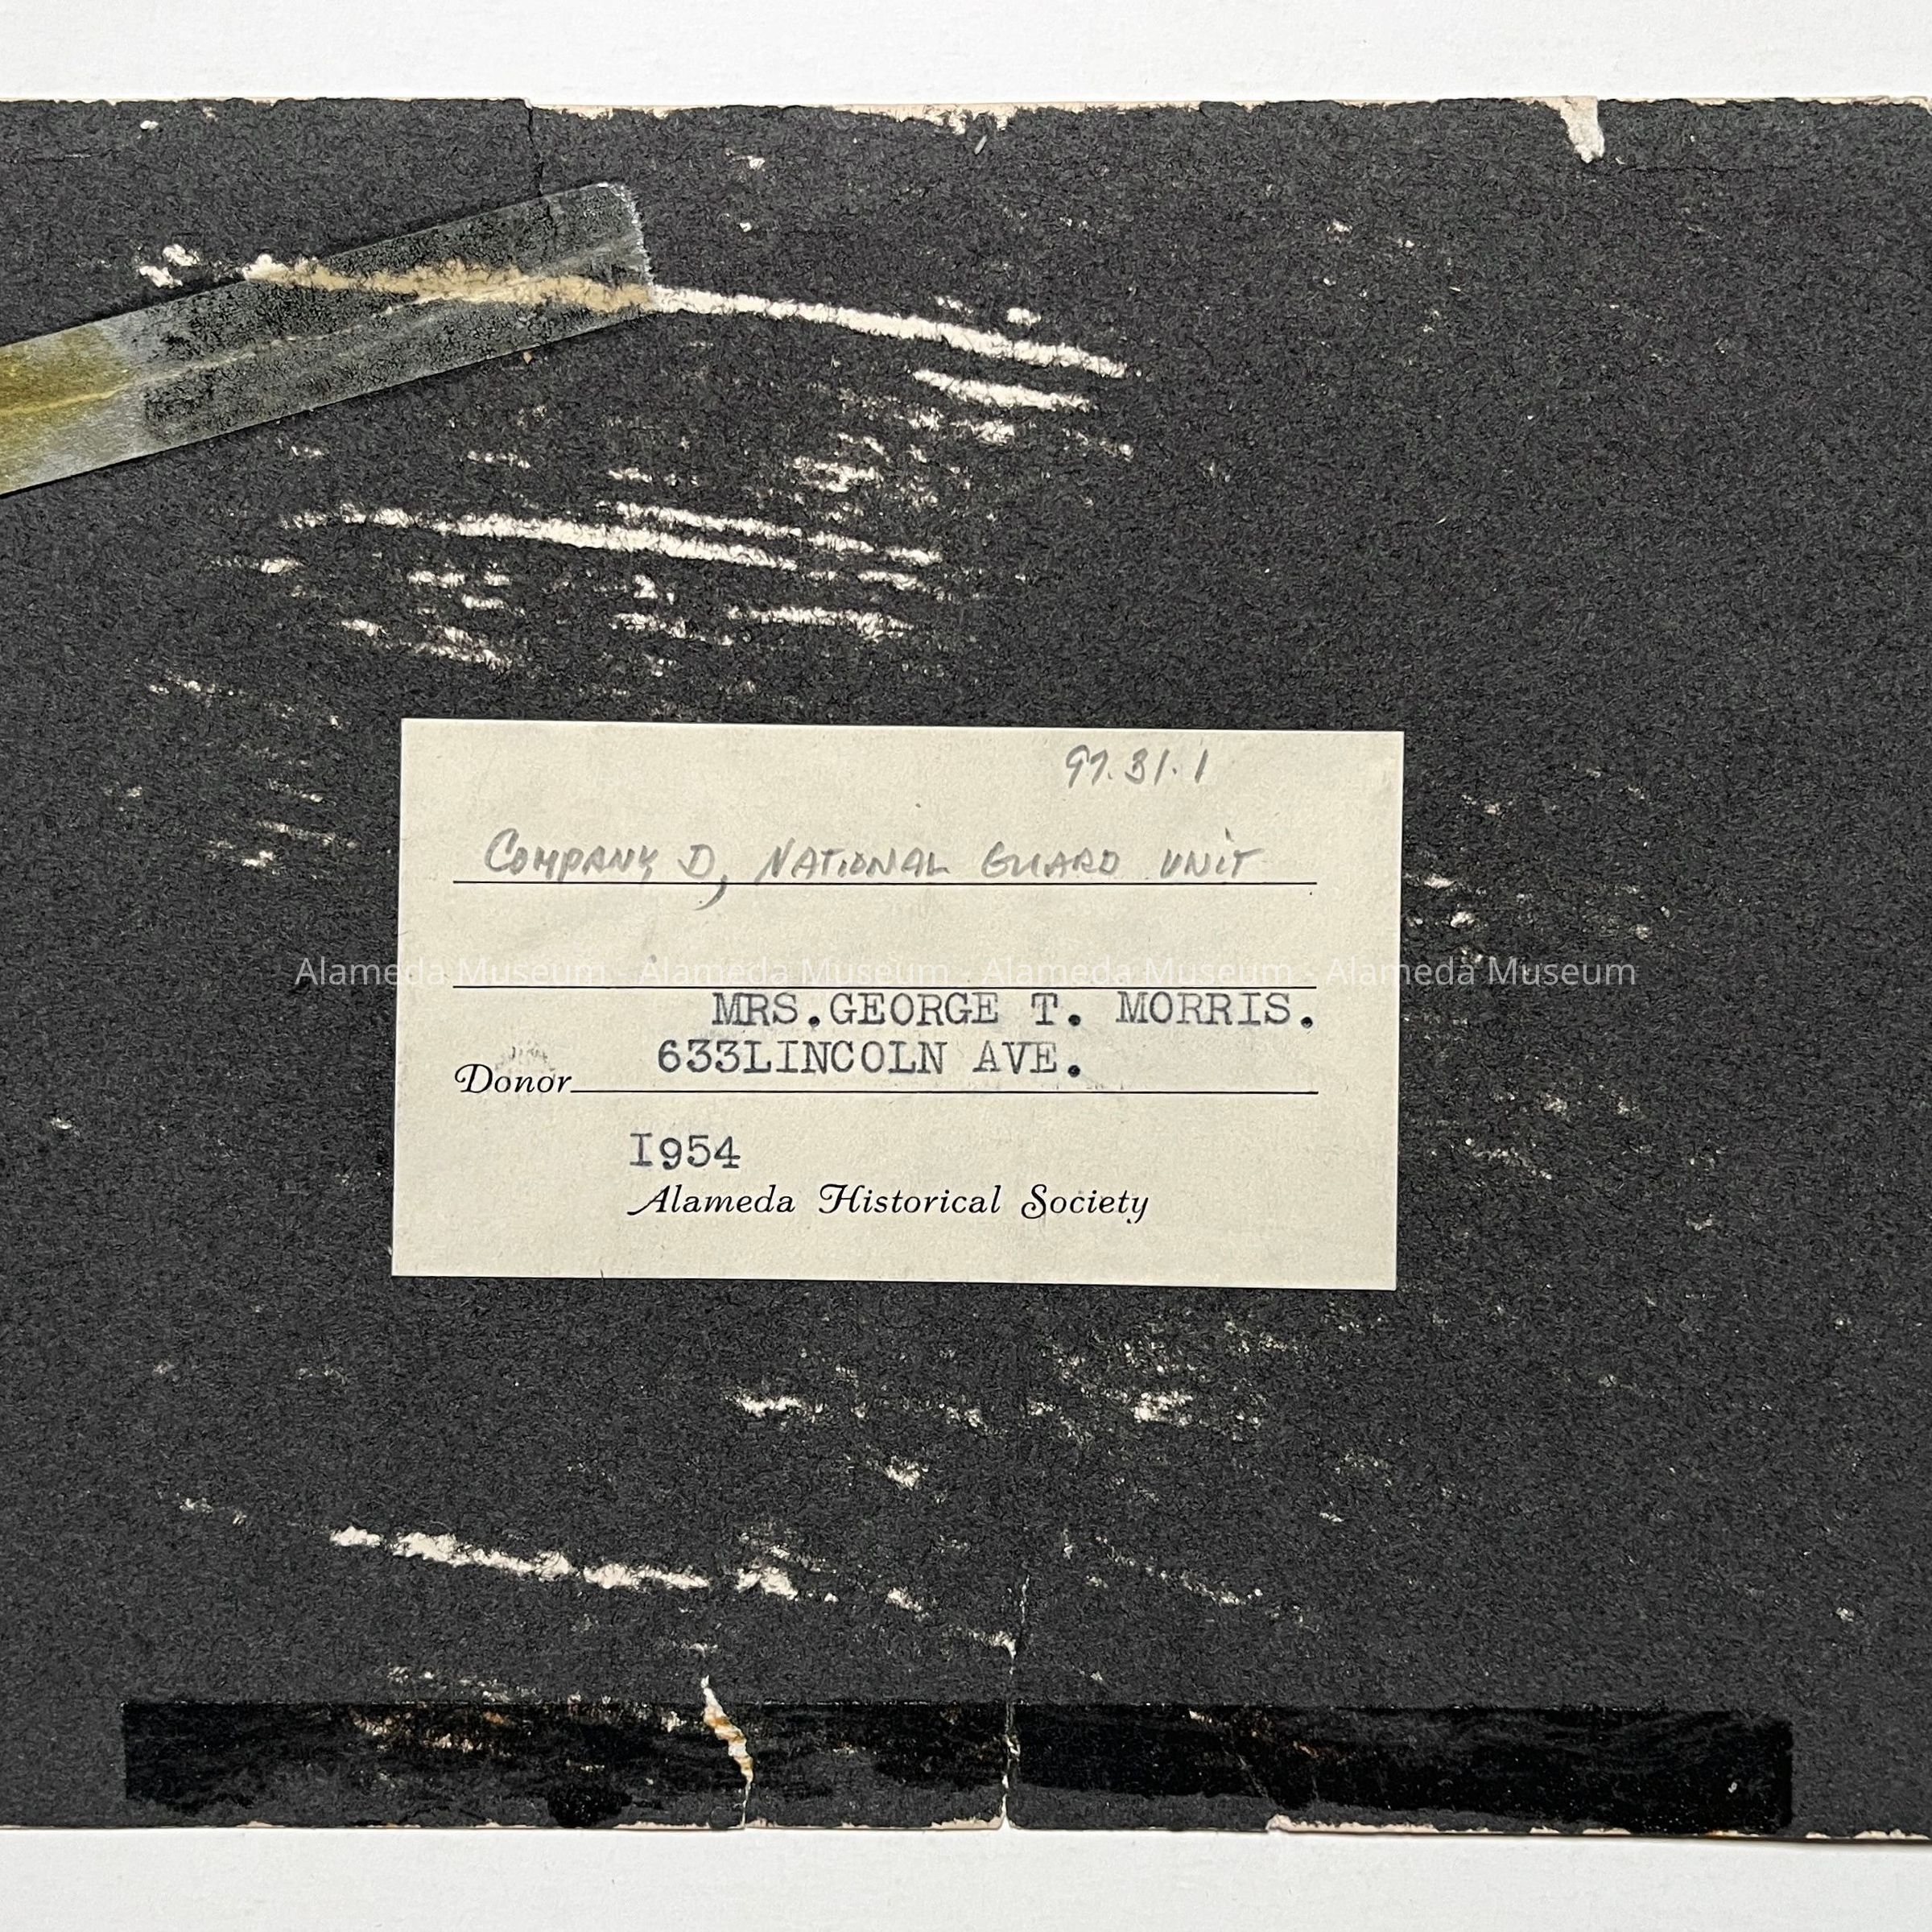 97.31.1
COMPANY D, NATIONAL GUARD UNIT
Alameda Museum · Alameda Museum · Alameda Museum · Alameda Museum
MRS.GEORGE T. MORRIS.
633LINCOLN AVE.
Donor
I954
Alameda Historical Society